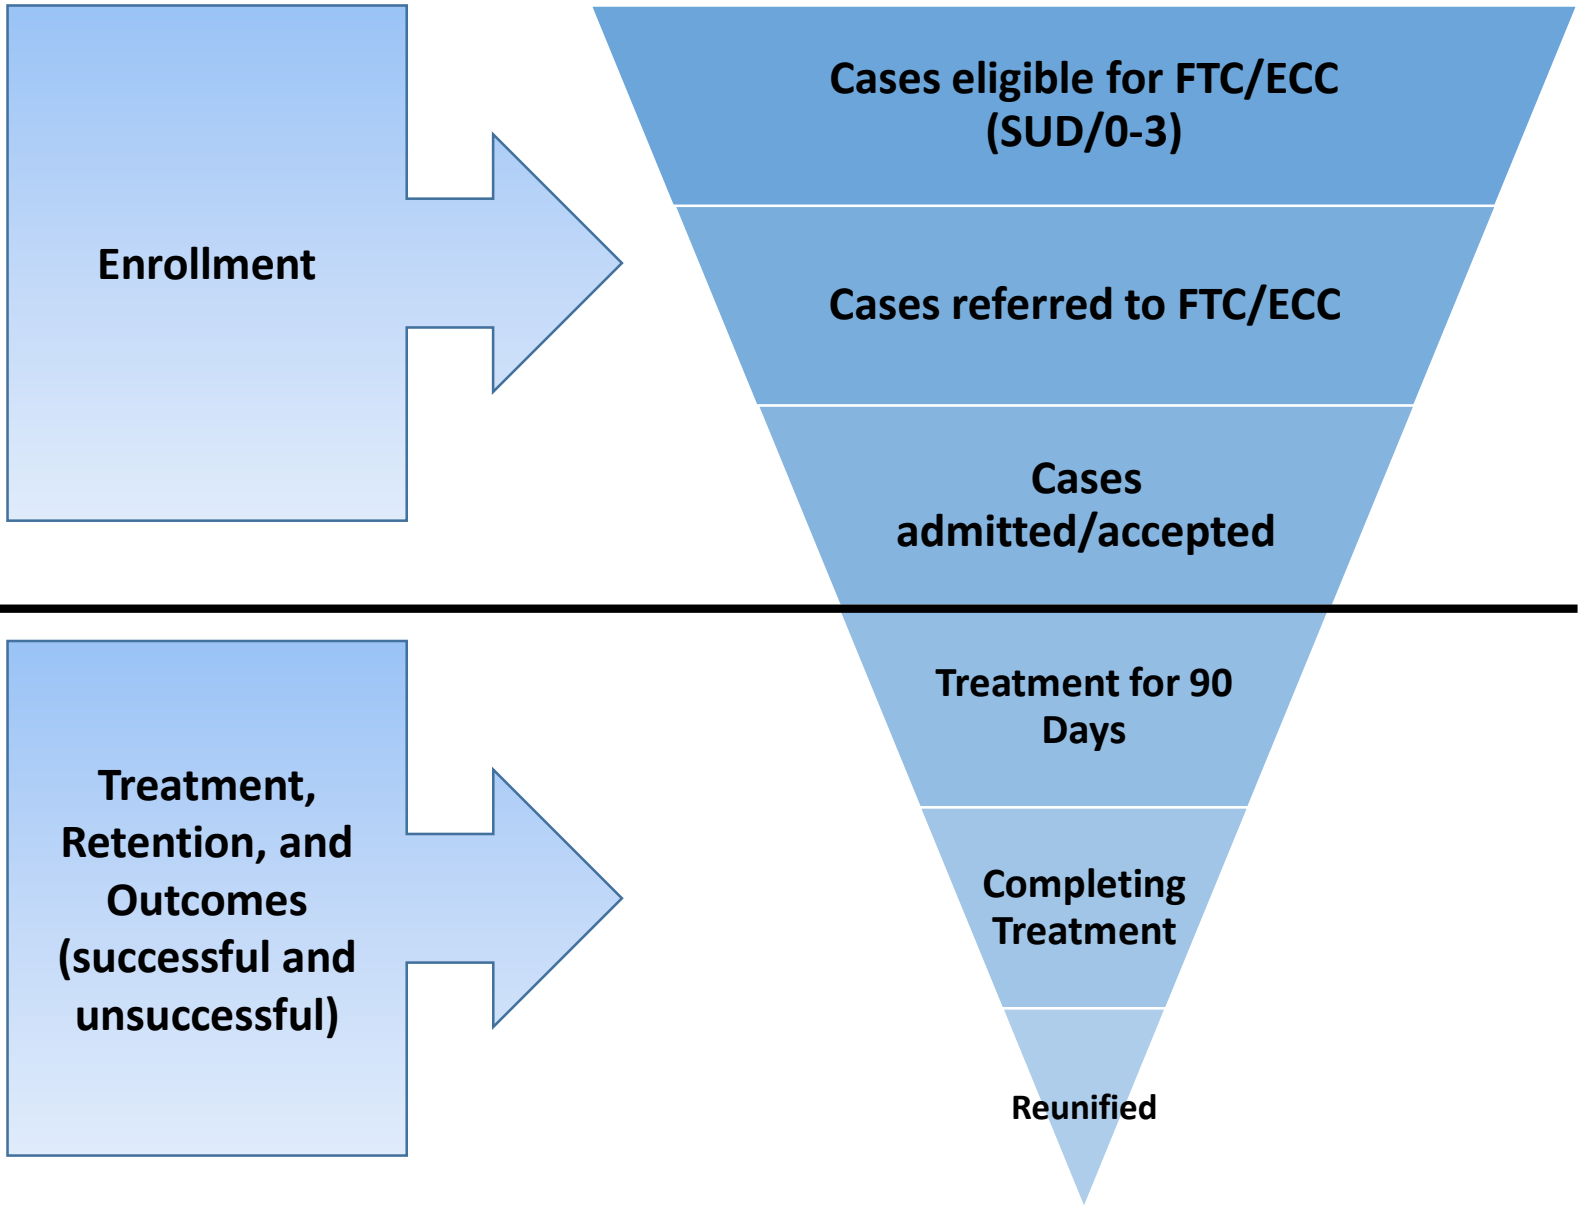 Enrollment
Cases eligible for FTC/ECC
(SUD/0-3)
Cases referred to FTC/ECC
Cases
admitted/accepted
Treatment,
Retention, and
Outcomes
(successful and
unsuccessful)
Treatment for 90
Days
Completing
Treatment
Reunified